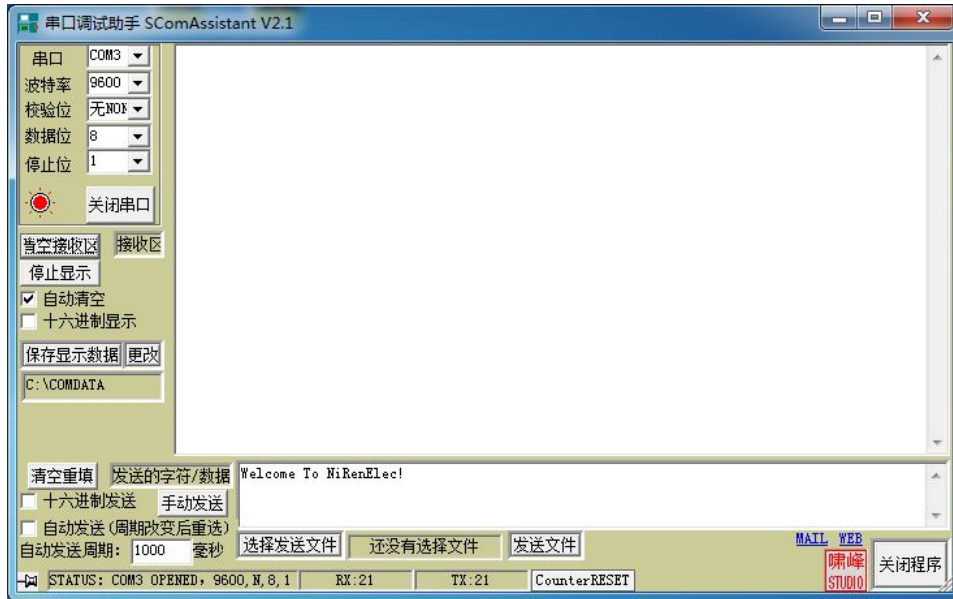 串口调试助手 SComAssistant V2.1
串口 COM3
波特率 9600
校验位
数据位 8
停止位 1
关闭串口
清空接收区 接收区
停止显示
自动清空
十六进制显示
保存显示数据 更改
C:\COMDATA
清空重填 发送的字符/数据 Welcome To NiRenElec!
十六进制发送 手动发送
自动发送(周期改变后重选)
自动发送周期: 1000 毫秒 选择发送文件 还没有选择文件 发送文件
MAIL WEB
啸峰
STUDIO
关闭程序
STATUS: COM3 OPENED, 9600,N,8,1 RX:21 TX:21 CounterRESET